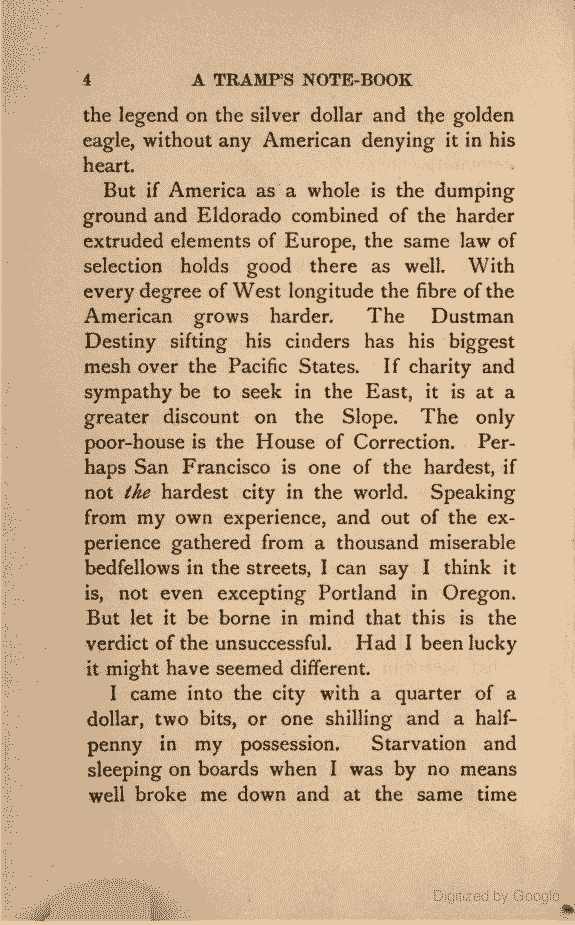 4 A TRAMP'S NOTE-BOOK
the legend on the silver dollar and the golden
eagle, without any American denying it in his
heart.
But if America as a whole is the dumping
ground and Eldorado combined of the harder
extruded elements of Europe, the same law of
selection holds good there as well. With
every degree of West longitude the fibre of the
American grows harder. The Dustman
Destiny sifting his cinders has his biggest
mesh over the Pacific States. If charity and
sympathy be to seek in the East, it is at a
greater discount on the Slope. The only
poor-house is the House of Correction. Per-
haps San Francisco is one of the hardest, if
not the hardest city in the world. Speaking
from my own experience, and out of the ex-
perience gathered from a thousand miserable
bedfellows in the streets, I can say I think it
is, not even excepting Portland in Oregon.
But let it be borne in mind that this is the
verdict of the unsuccessful. Had I been lucky
it might have seemed different.
I came into the city with a quarter of a
dollar, two bits, or one shilling and a half-
penny in my possession. Starvation and
sleeping on boards when I was by no means
well broke me down and at the same time
Digitized by Google